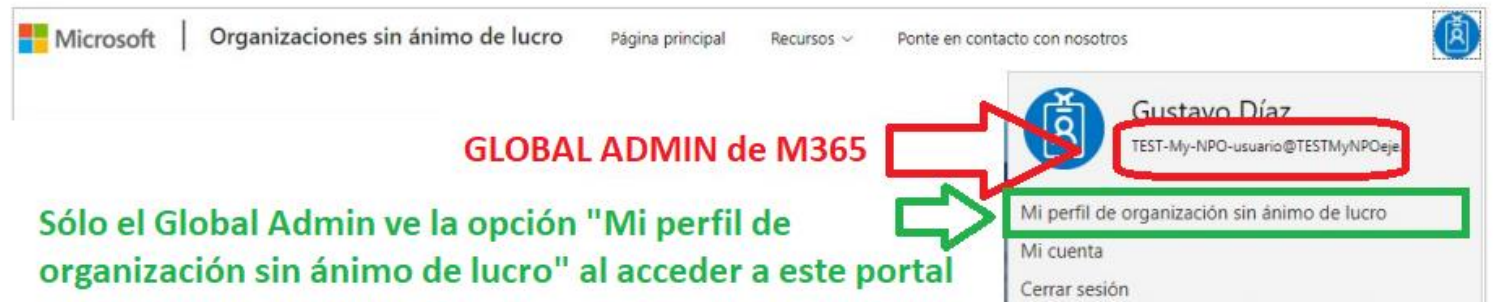 Microsoft | Organizaciones sin ánimo de lucro Página principal Recursos Ponte en contacto con nosotros
Gustavo Díaz
TEST-My-NPO-usuario@TESTMyNPOeje
GLOBAL ADMIN de M365
Mi perfil de organización sin ánimo de lucro
Sólo el Global Admin ve la opción "Mi perfil de
organización sin ánimo de lucro" al acceder a este portal
Mi cuenta
Cerrar sesión